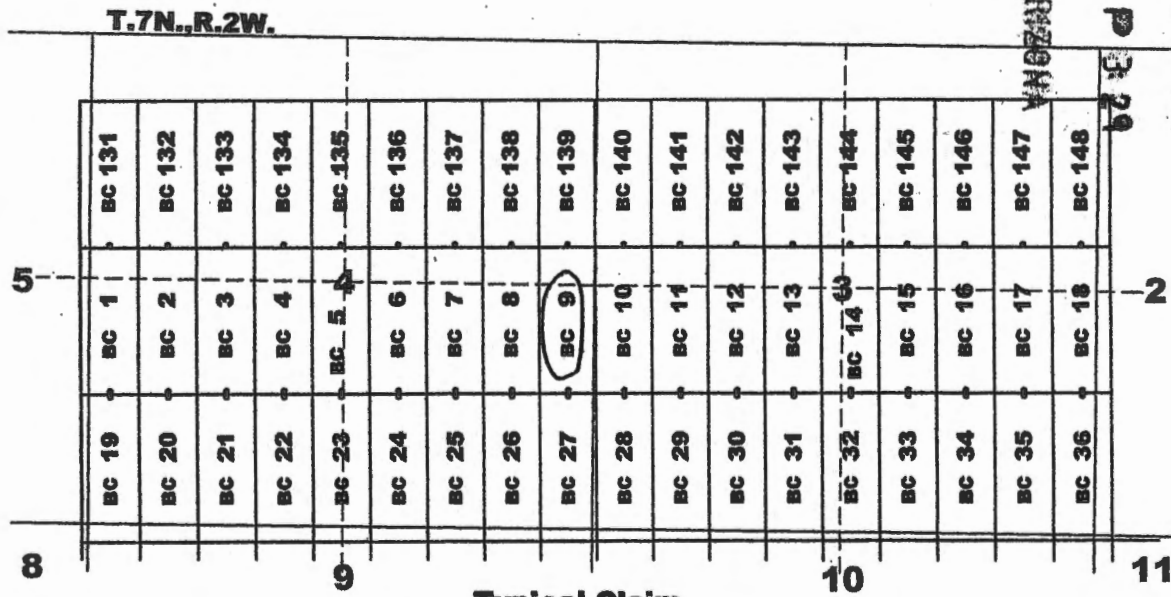 T.7N.,R.2W.
ARIZONA
BC 131 BC 132 BC 133 BC 134 BC 135 BC 136 BC 137 BC 138 BC 139 BC 140 BC 141 BC 142 BC 143 BC 144 BC 145 BC 146 BC 147 BC 148
5 4 3 2
BC 1 BC 2 BC 3 BC 4 BC 5 BC 6 BC 7 BC 8 BC 9 BC 10 BC 11 BC 12 BC 13 BC 14 BC 15 BC 16 BC 17 BC 18
BC 19 BC 20 BC 21 BC 22 BC 23 BC 24 BC 25 BC 26 BC 27 BC 28 BC 29 BC 30 BC 31 BC 32 BC 33 BC 34 BC 35 BC 36
8 9 10 11
Typical Claim